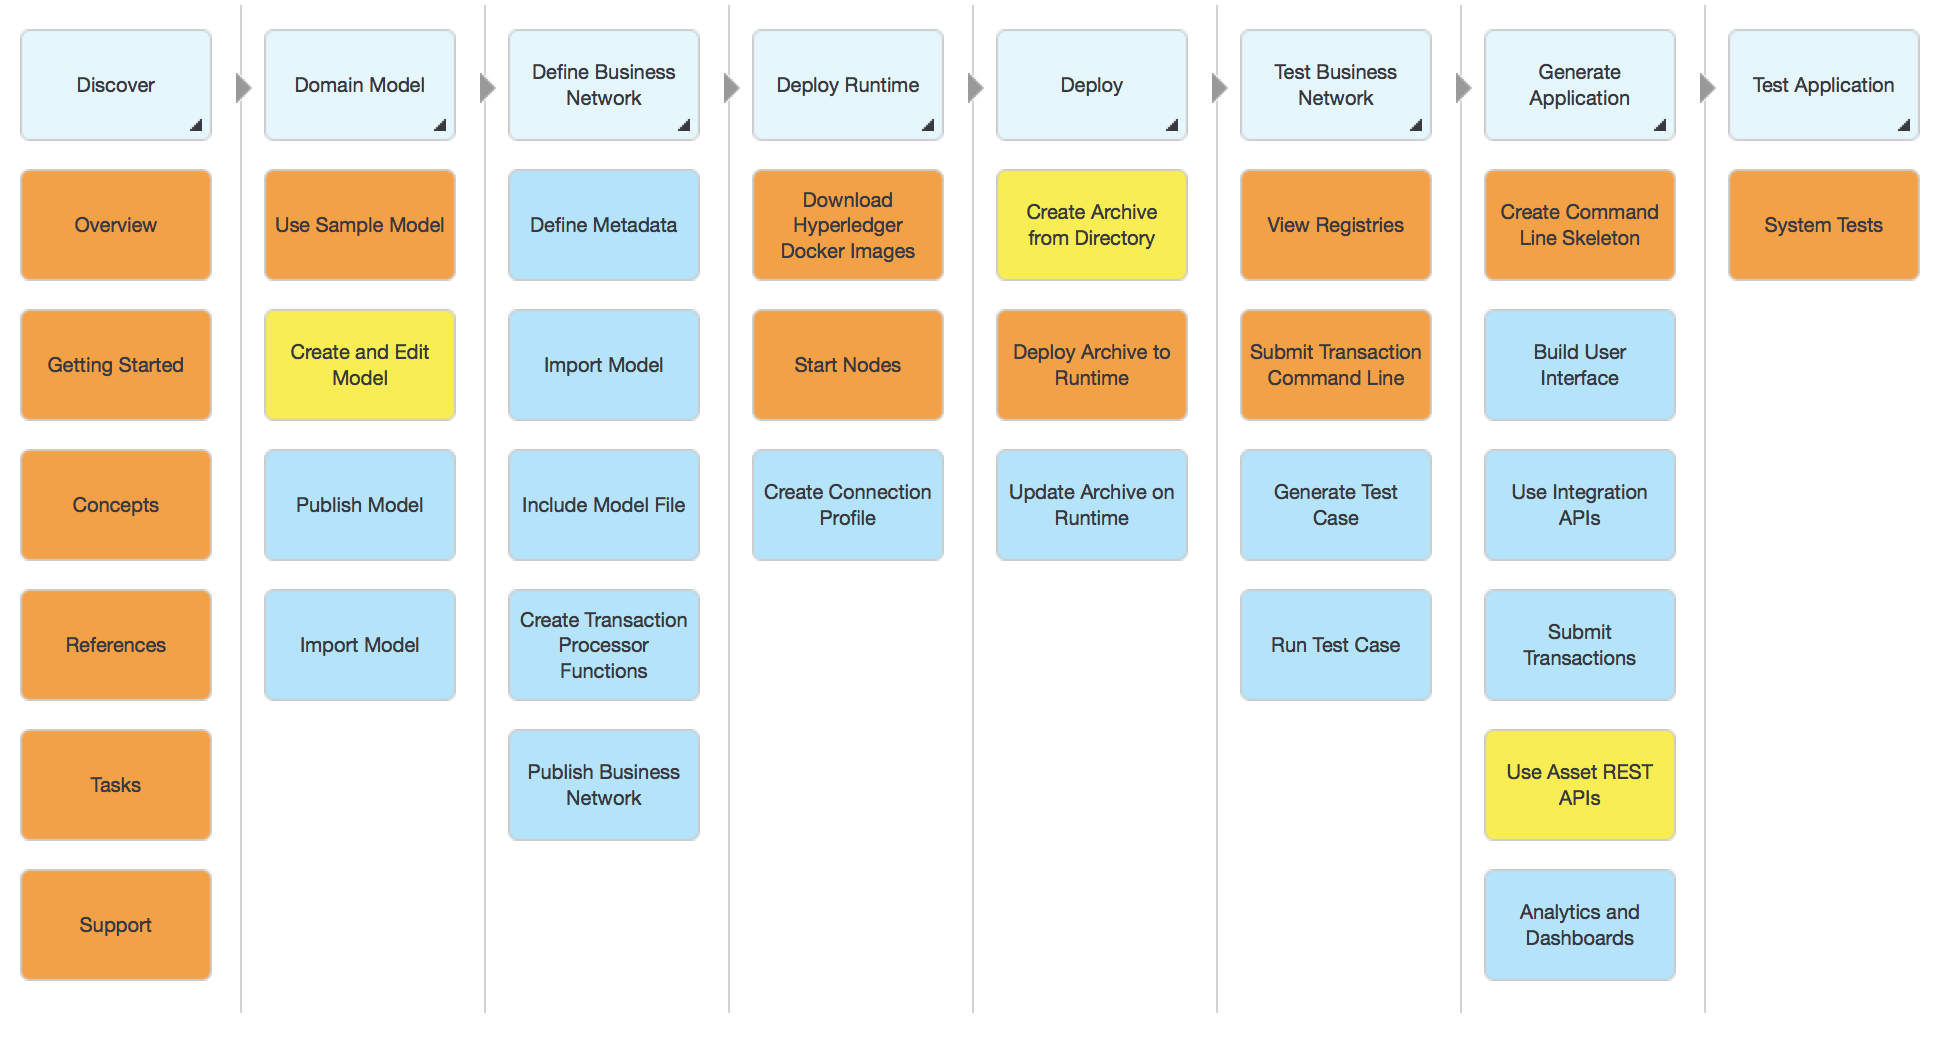 Discover
Domain Model
Define Business
Network
Deploy Runtime
Deploy
Test Business
Network
Generate
Application
Test Application
Overview
Use Sample Model
Define Metadata
Download
Hyperledger
Docker Images
Create Archive
from Directory
View Registries
Create Command
Line Skeleton
System Tests
Getting Started
Create and Edit
Model
Import Model
Start Nodes
Deploy Archive to
Runtime
Submit Transaction
Command Line
Build User
Interface
Concepts
Publish Model
Include Model File
Create Connection
Profile
Update Archive on
Runtime
Generate Test
Case
Use Integration
APIs
References
Import Model
Create Transaction
Processor
Functions
Run Test Case
Submit
Transactions
Tasks
Publish Business
Network
Use Asset REST
APIs
Support
Analytics and
Dashboards